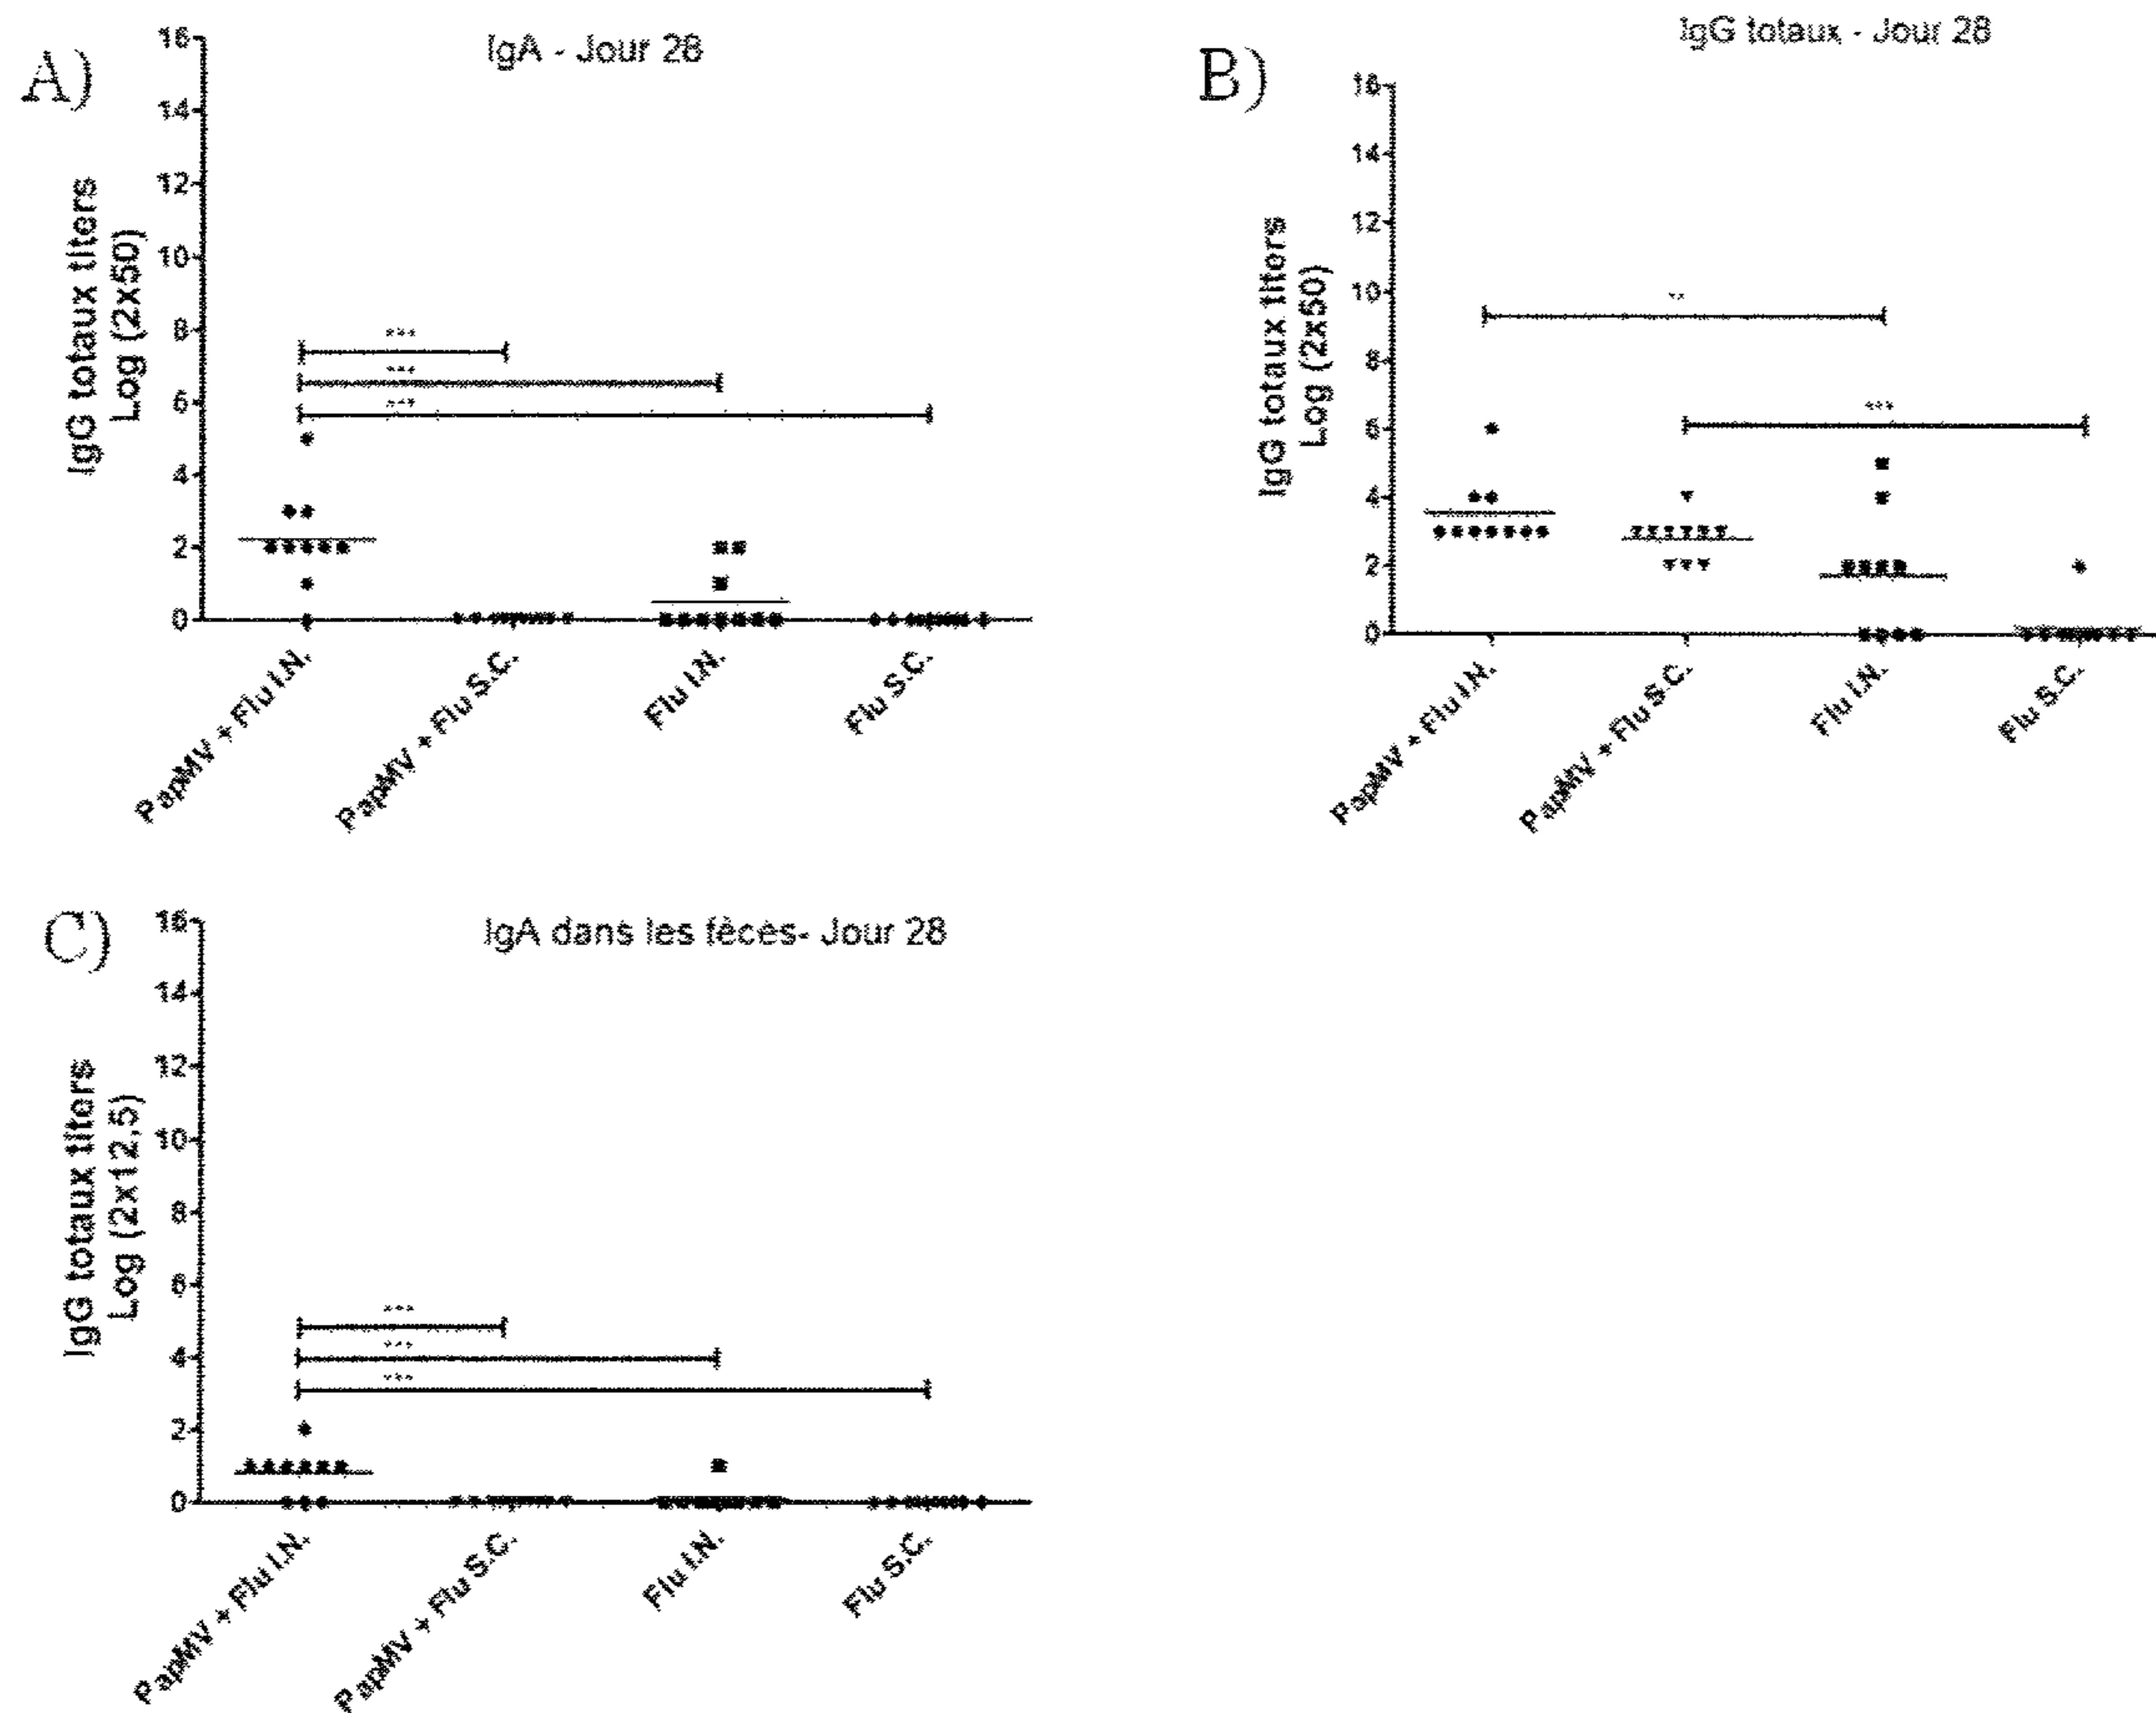 A)
IgA - Jour 28
16
14
12
10
8
6
4
2
0
IgG totaux titers
Log (2x50)
***
***
***
PapMV + Flu I.N.
PapMV + Flu S.C.
Flu I.N.
Flu S.C.
B)
IgG totaux - Jour 28
16
14
12
10
8
6
4
2
0
IgG totaux titers
Log (2x50)
**
***
PapMV + Flu I.N.
PapMV + Flu S.C.
Flu I.N.
Flu S.C.
C)
IgA dans les fèces- Jour 28
16
14
12
10
8
6
4
2
0
IgG totaux titers
Log (2x12,5)
***
***
***
PapMV + Flu I.N.
PapMV + Flu S.C.
Flu I.N.
Flu S.C.